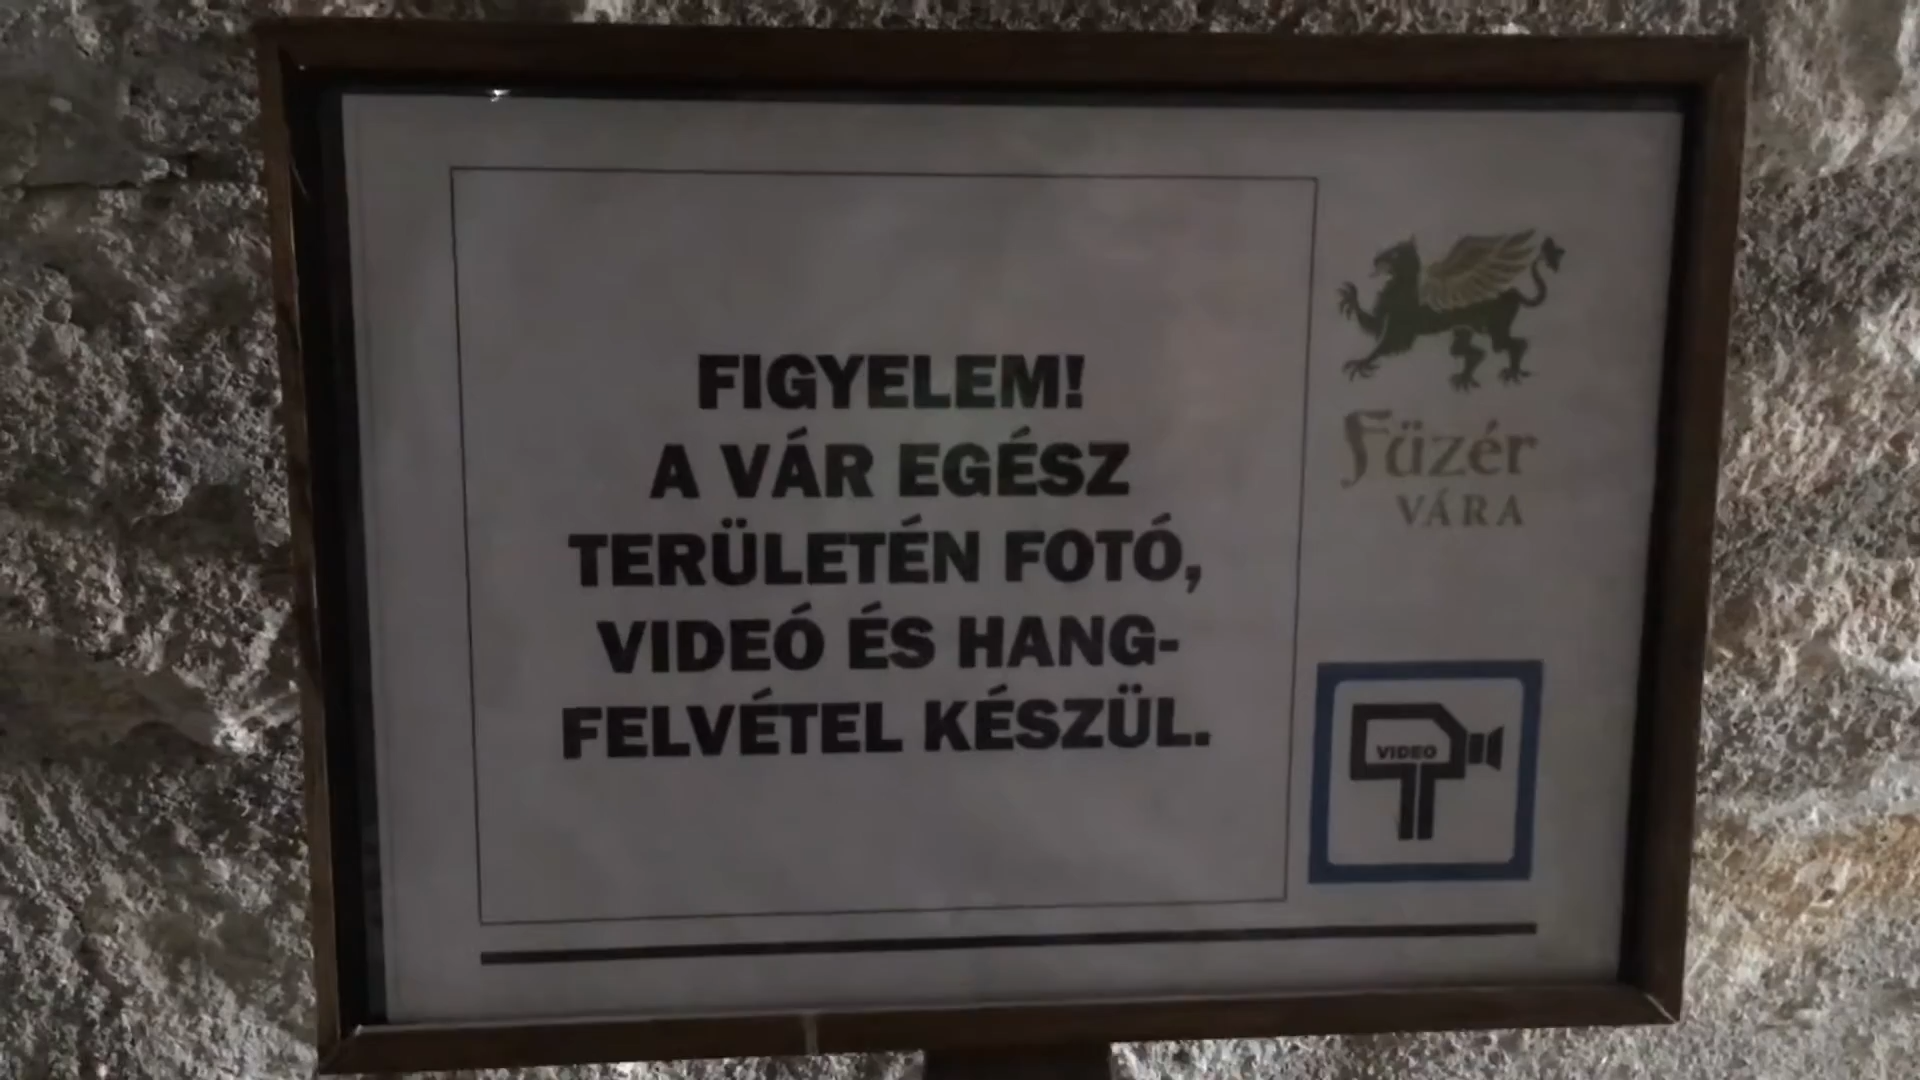 FIGYELEM!
A VÁR EGÉSZ
TERÜLETÉN FOTÓ,
VIDEÓ ÉS HANG-
FELVÉTEL KÉSZÜL.
Füzér
VÁRA
VIDEO